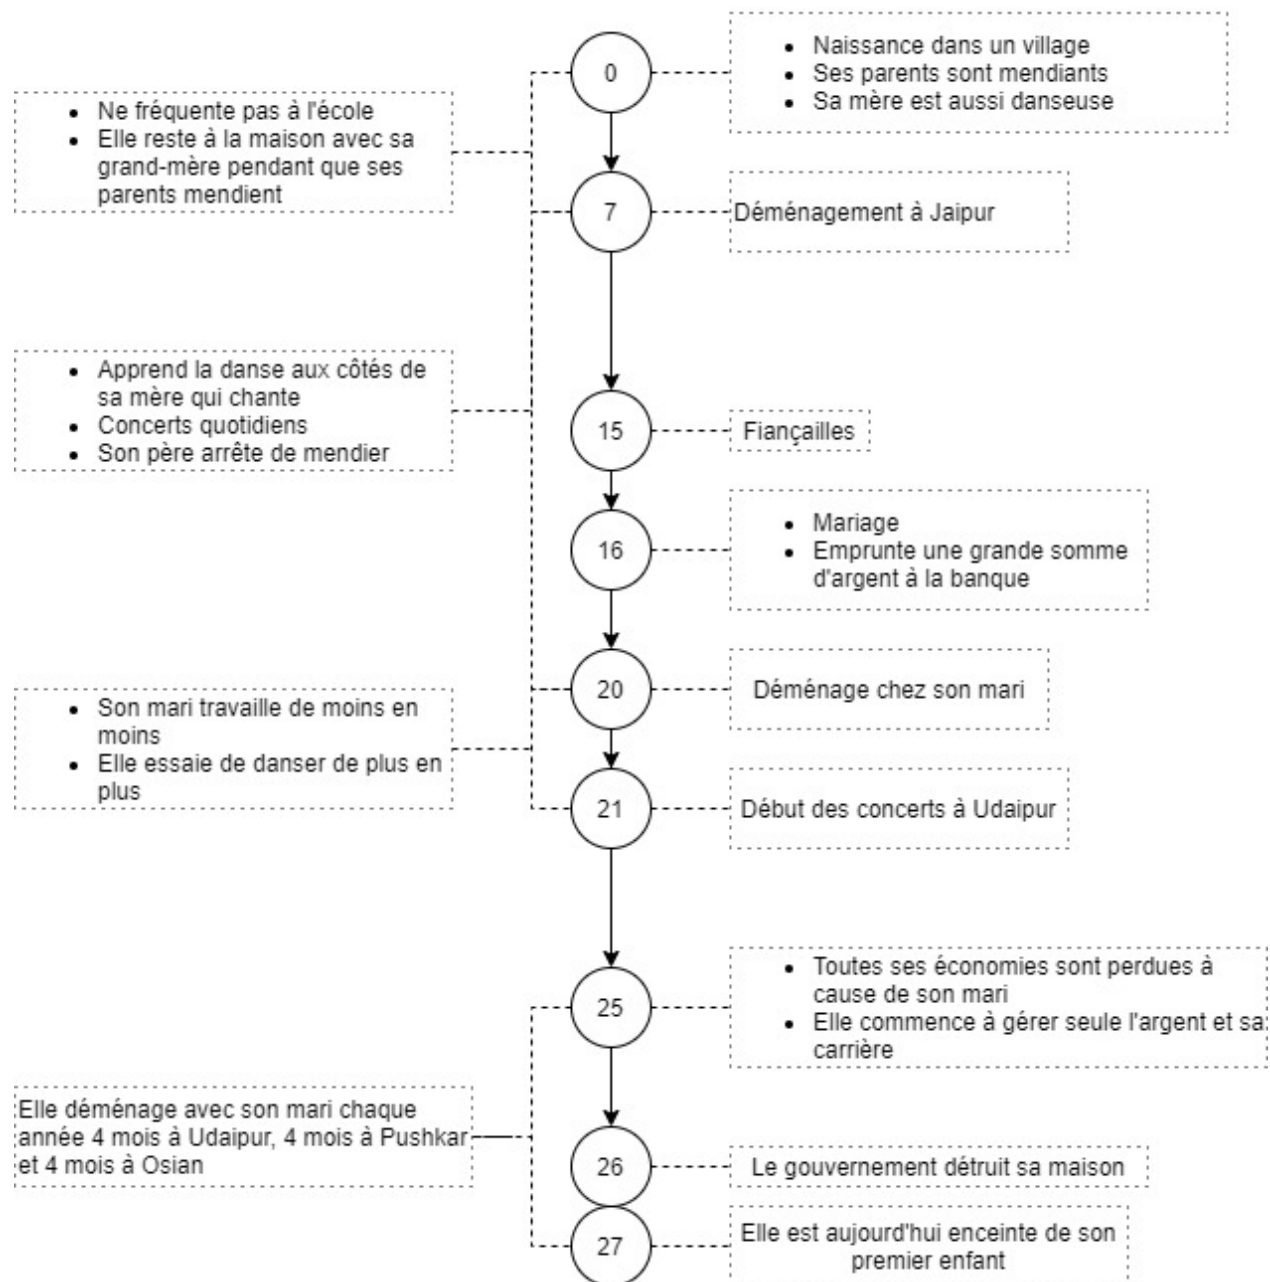 0
• Naissance dans un village
• Ses parents sont mendiants
• Sa mère est aussi danseuse
• Ne fréquente pas à l'école
• Elle reste à la maison avec sa
grand-mère pendant que ses
parents mendient
7
Déménagement à Jaipur
• Apprend la danse aux côtés de
sa mère qui chante
• Concerts quotidiens
• Son père arrête de mendier
15
Fiançailles
16
• Mariage
• Emprunte une grande somme
d'argent à la banque
20
Déménage chez son mari
• Son mari travaille de moins en
moins
• Elle essaie de danser de plus en
plus
21
Début des concerts à Udaipur
25
• Toutes ses économies sont perdues à
cause de son mari
• Elle commence à gérer seule l'argent et sa
carrière
Elle déménage avec son mari chaque
année 4 mois à Udaipur, 4 mois à Pushkar
et 4 mois à Osian
26
Le gouvernement détruit sa maison
27
Elle est aujourd'hui enceinte de son
premier enfant